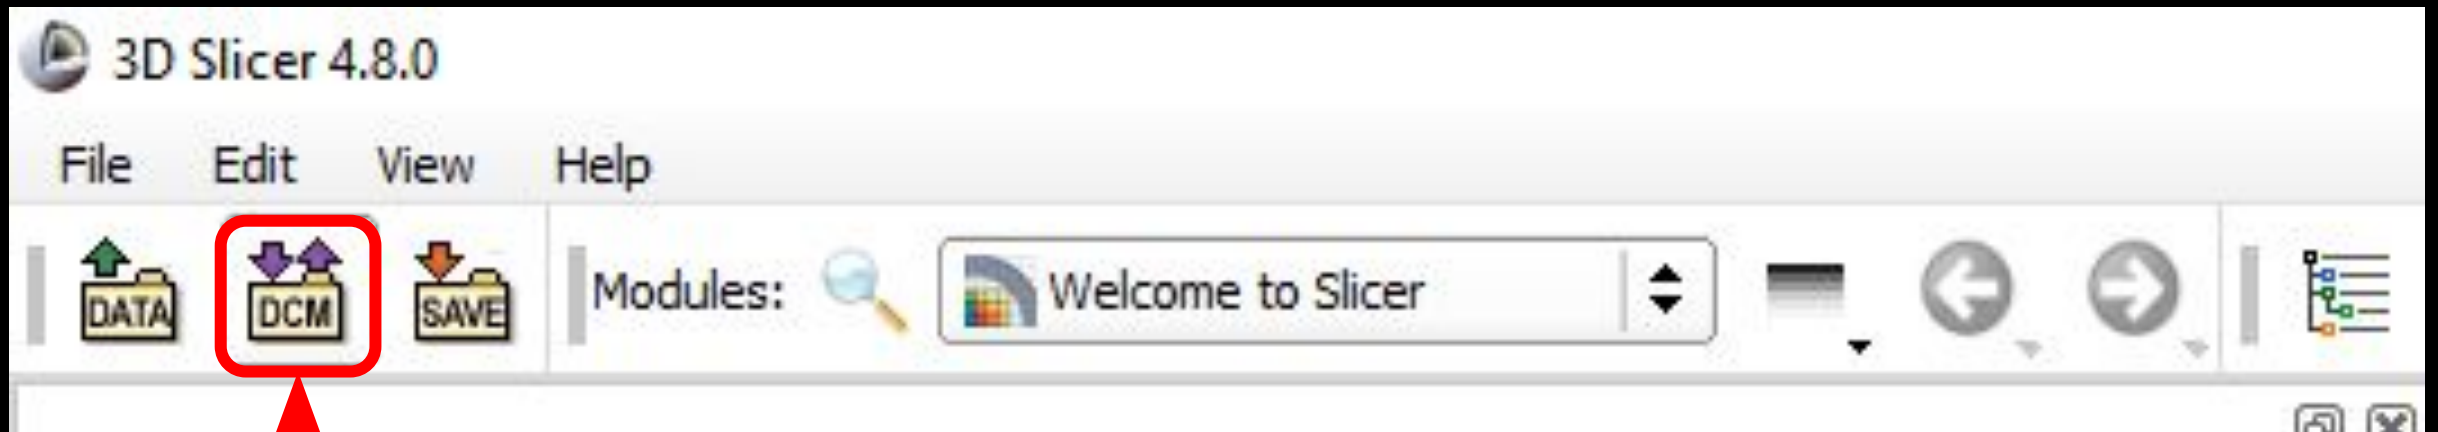 3D Slicer 4.8.0
File Edit View Help
DATA DCM SAVE Modules: Welcome to Slicer